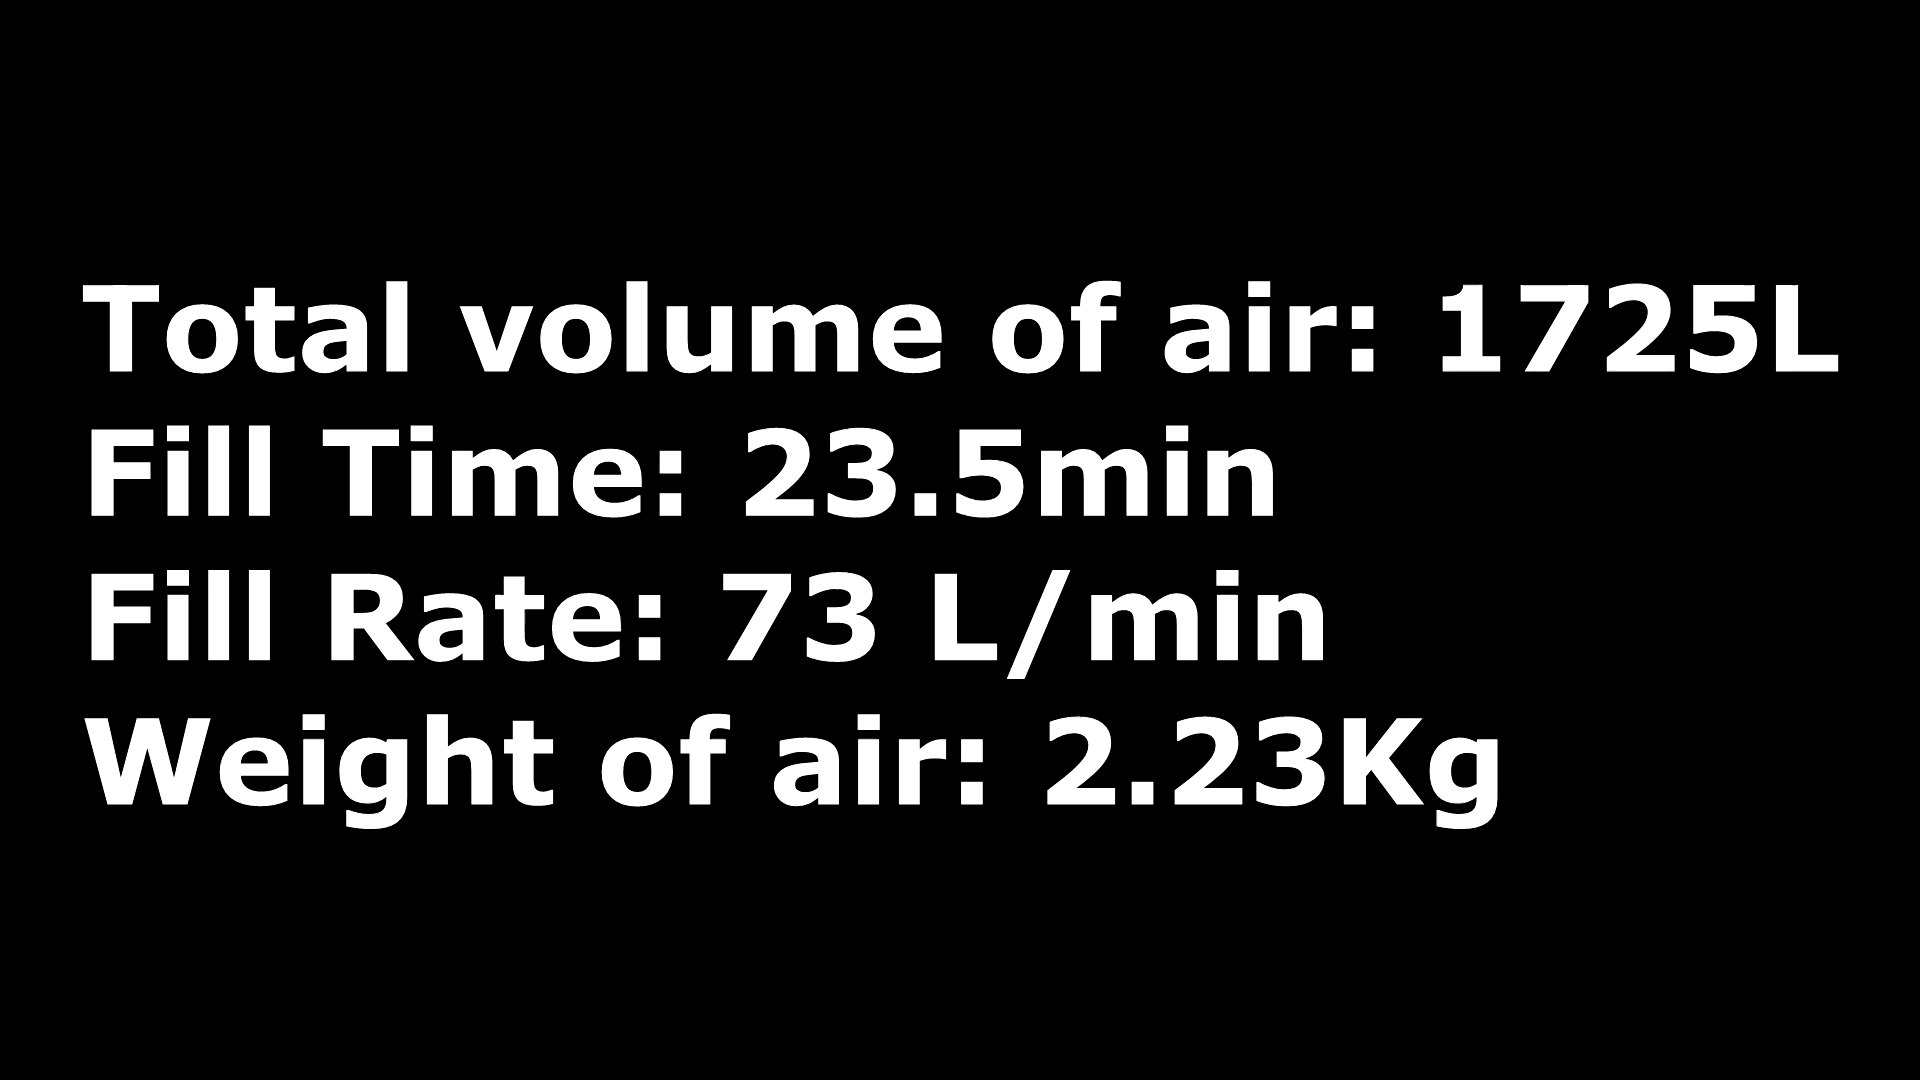 Total volume of air: 1725L
Fill Time: 23.5min
Fill Rate: 73 L/min
Weight of air: 2.23Kg